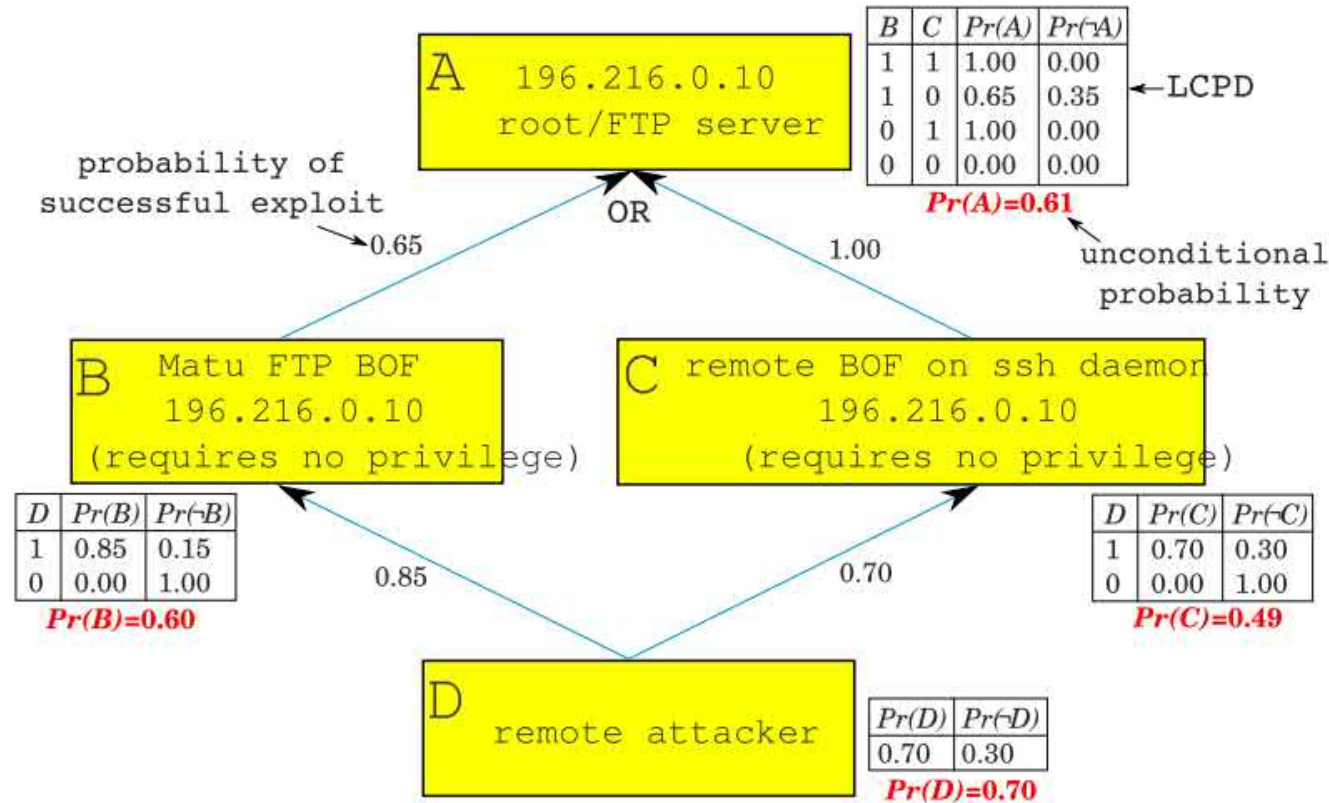 A
196.216.0.10
root/FTP server
B C Pr(A) Pr(¬A)
1 1 1.00 0.00
1 0 0.65 0.35
0 1 1.00 0.00
0 0 0.00 0.00
LCPD
Pr(A)=0.61
unconditional
probability
probability of
successful exploit
0.65
OR
1.00
B
Matu FTP BOF
196.216.0.10
(requires no privilege)
C
remote BOF on ssh daemon
196.216.0.10
(requires no privilege)
D Pr(B) Pr(¬B)
1 0.85 0.15
0 0.00 1.00
Pr(B)=0.60
0.85
0.70
D Pr(C) Pr(¬C)
1 0.70 0.30
0 0.00 1.00
Pr(C)=0.49
D
remote attacker
Pr(D) Pr(¬D)
0.70 0.30
Pr(D)=0.70